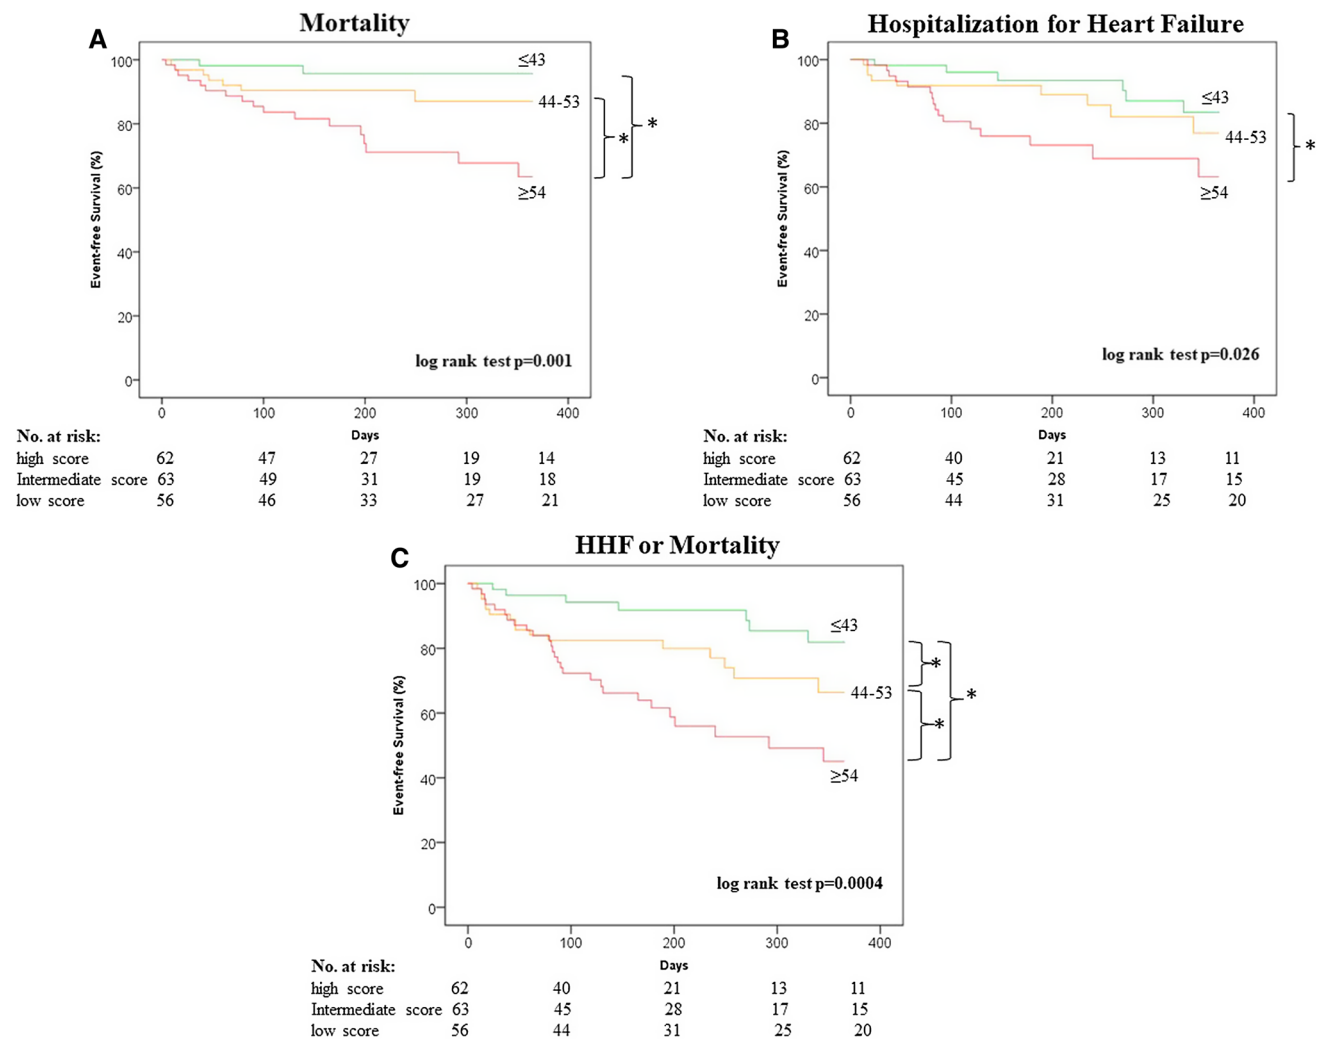 A
Mortality
100
80
60
40
20
0
Event-free Survival (%)
≤43
44-53
≥54
*
*
log rank test p=0.001
0 100 200 300 400
Days
No. at risk:
high score 62 47 27 19 14
Intermediate score 63 49 31 19 18
low score 56 46 33 27 21
B
Hospitalization for Heart Failure
100
80
60
40
20
0
Event-free Survival (%)
≤43
44-53
≥54
*
log rank test p=0.026
0 100 200 300 400
Days
No. at risk:
high score 62 40 21 13 11
Intermediate score 63 45 28 17 15
low score 56 44 31 25 20
C
HHF or Mortality
100
80
60
40
20
0
Event-free Survival (%)
≤43
44-53
≥54
*
*
*
log rank test p=0.0004
0 100 200 300 400
Days
No. at risk:
high score 62 40 21 13 11
Intermediate score 63 45 28 17 15
low score 56 44 31 25 20